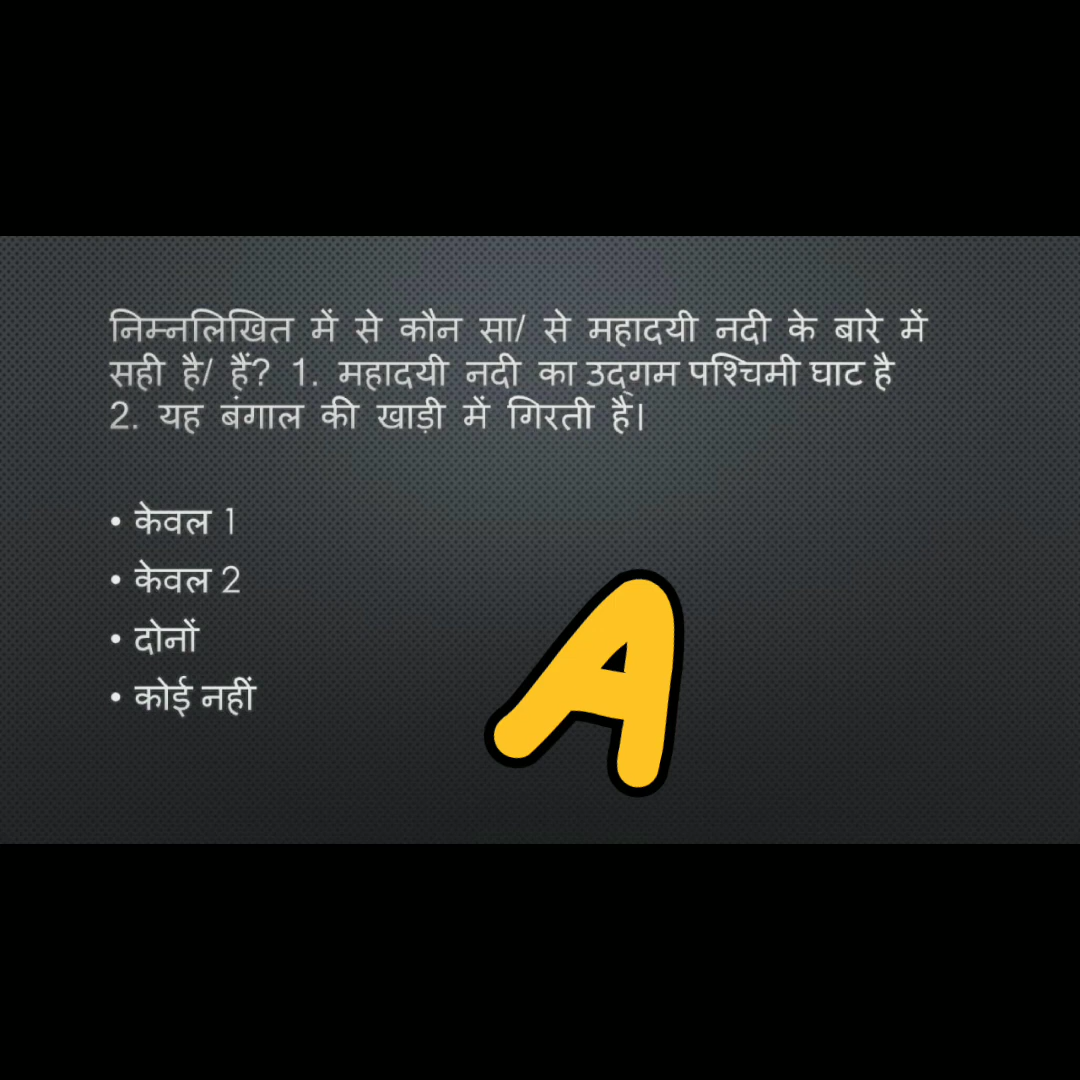 निम्नलिखित में से कौन सा/ से महादयी नदी के बारे में
सही है/ हैं? 1. महादयी नदी का उद्गम पश्चिमी घाट है
2. यह बंगाल की खाड़ी में गिरती है।
• केवल 1
• केवल 2
• दोनों
• कोई नहीं
A